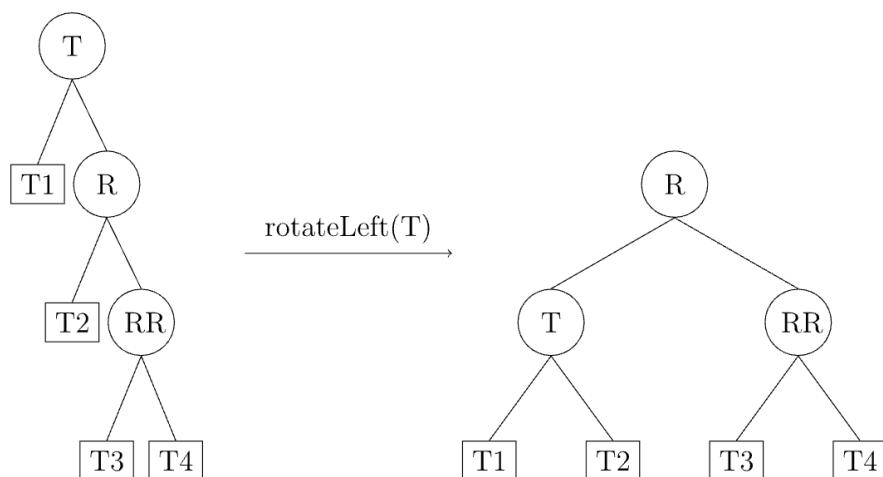 T
T1 R R
rotateLeft(T)
T2 RR T RR
T3 T4 T1 T2 T3 T4